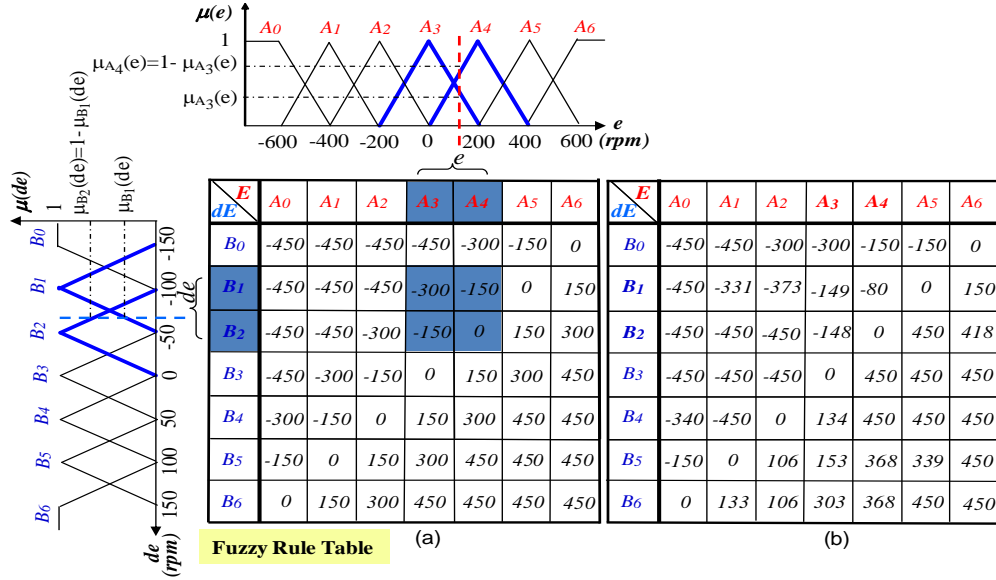 μ(e)
A0 A1 A2 A3 A4 A5 A6
1
μA4(e)=1- μA3(e)
μA3(e)
-600 -400 -200 0 200 400 600
e
(rpm)
e
μ(de)
1
μB2(de)=1- μB1(de)
μB1(de)
B0 B1 B2 B3 B4 B5 B6
-150 -100 -50 0 50 100 150
de
(rpm)
de
E
dE
A0 A1 A2 A3 A4 A5 A6
B0 -450 -450 -450 -450 -300 -150 0
B1 -450 -450 -450 -300 -150 0 150
B2 -450 -450 -300 -150 0 150 300
B3 -450 -300 -150 0 150 300 450
B4 -300 -150 0 150 300 450 450
B5 -150 0 150 300 450 450 450
B6 0 150 300 450 450 450 450
Fuzzy Rule Table
(a)
E
dE
A0 A1 A2 A3 A4 A5 A6
B0 -450 -450 -300 -300 -150 -150 0
B1 -450 -331 -373 -149 -80 0 150
B2 -450 -450 -450 -148 0 450 418
B3 -450 -450 -450 0 450 450 450
B4 -340 -450 0 134 450 450 450
B5 -150 0 106 153 368 339 450
B6 0 133 106 303 368 450 450
(b)